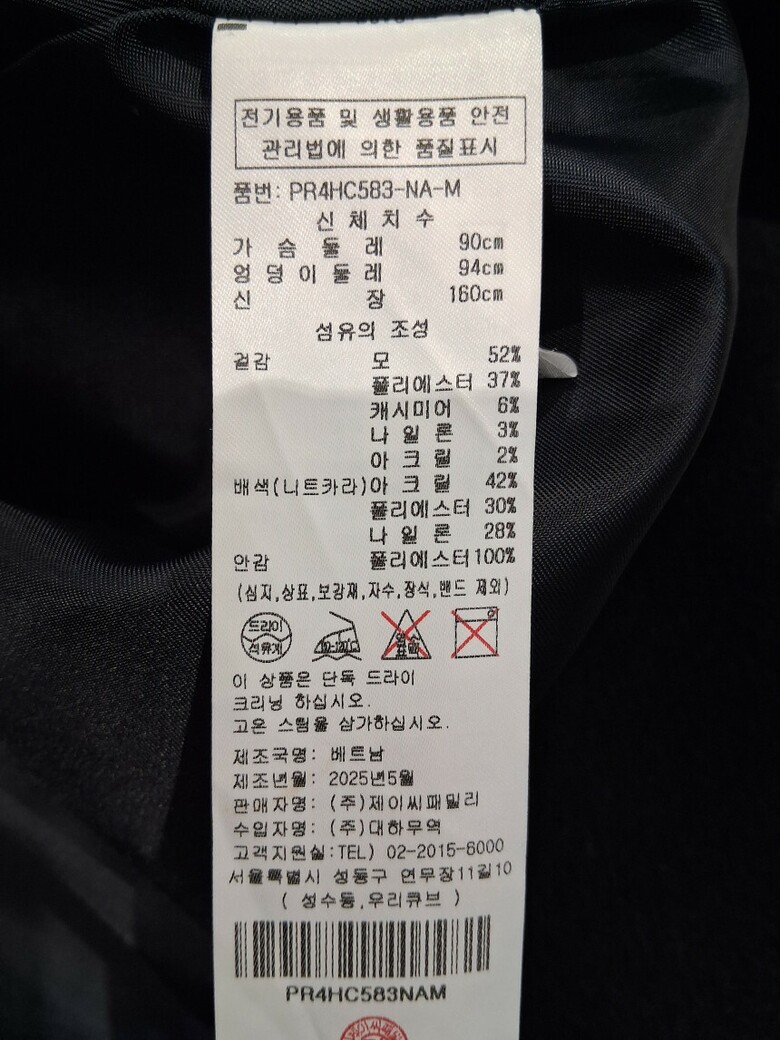 전기용품 및 생활용품 안전
관리법에 의한 품질표시
품번: PR4HC583-NA-M
신 체 치 수
가 슴 둘 레 90cm
엉 덩 이 둘 레 94cm
신 장 160cm
섬유의 조성
겉감 모 52%
폴리에스터 37%
캐시미어 6%
나 일 론 3%
아 크 릴 2%
배색(니트카라)아 크 릴 42%
폴리에스터 30%
나 일 론 28%
안감 폴리에스터100%
(심지,상표,보강재,자수,장식,밴드 제외)
드라이
석유계
염소
표백
이 상품은 단독 드라이
크리닝 하십시오.
고온 스팀을 삼가하십시오.
제조국명: 베트남
제조년월: 2025년5월
판매자명: (주)제이씨패밀리
수입자명: (주)대하무역
고객지원실:TEL) 02-2015-6000
서울특별시 성동구 연무장11길10
( 성수동,우리큐브 )
PR4HC583NAM